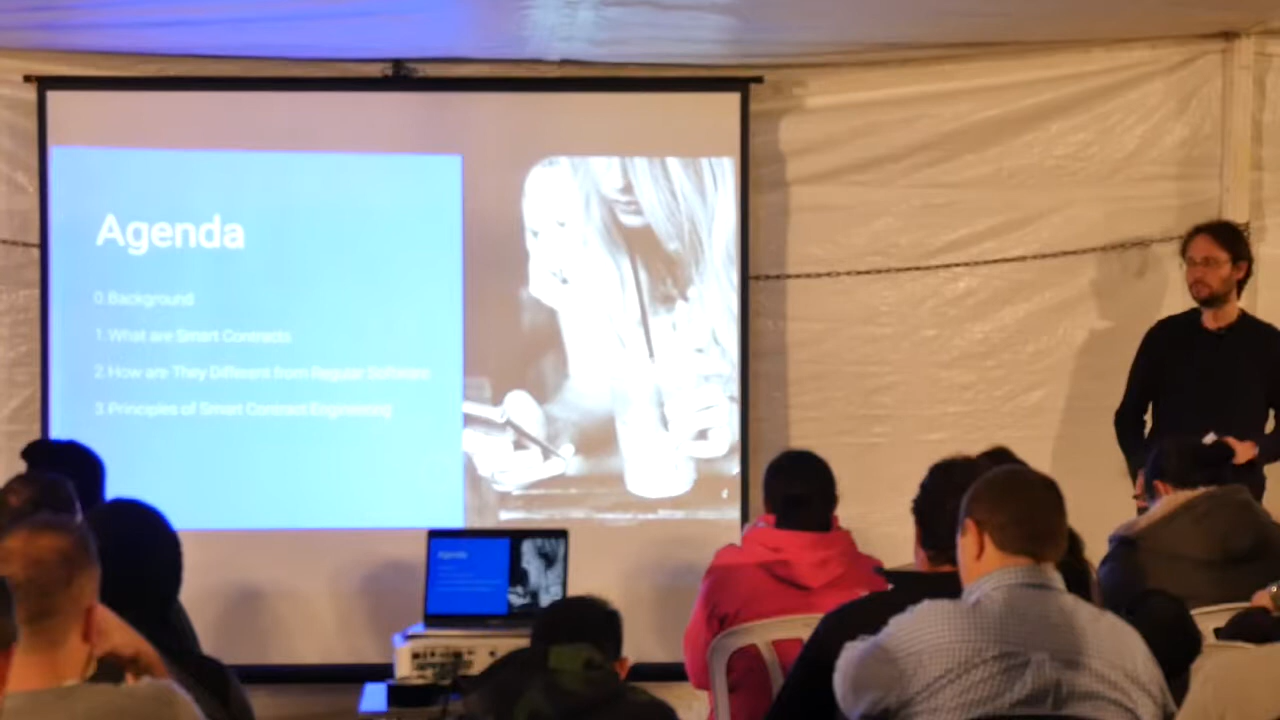 Agenda
0. Background
1. What are Smart Contracts
2. How are They Different from Regular Software
3. Principles of Smart Contract Engineering
Agenda